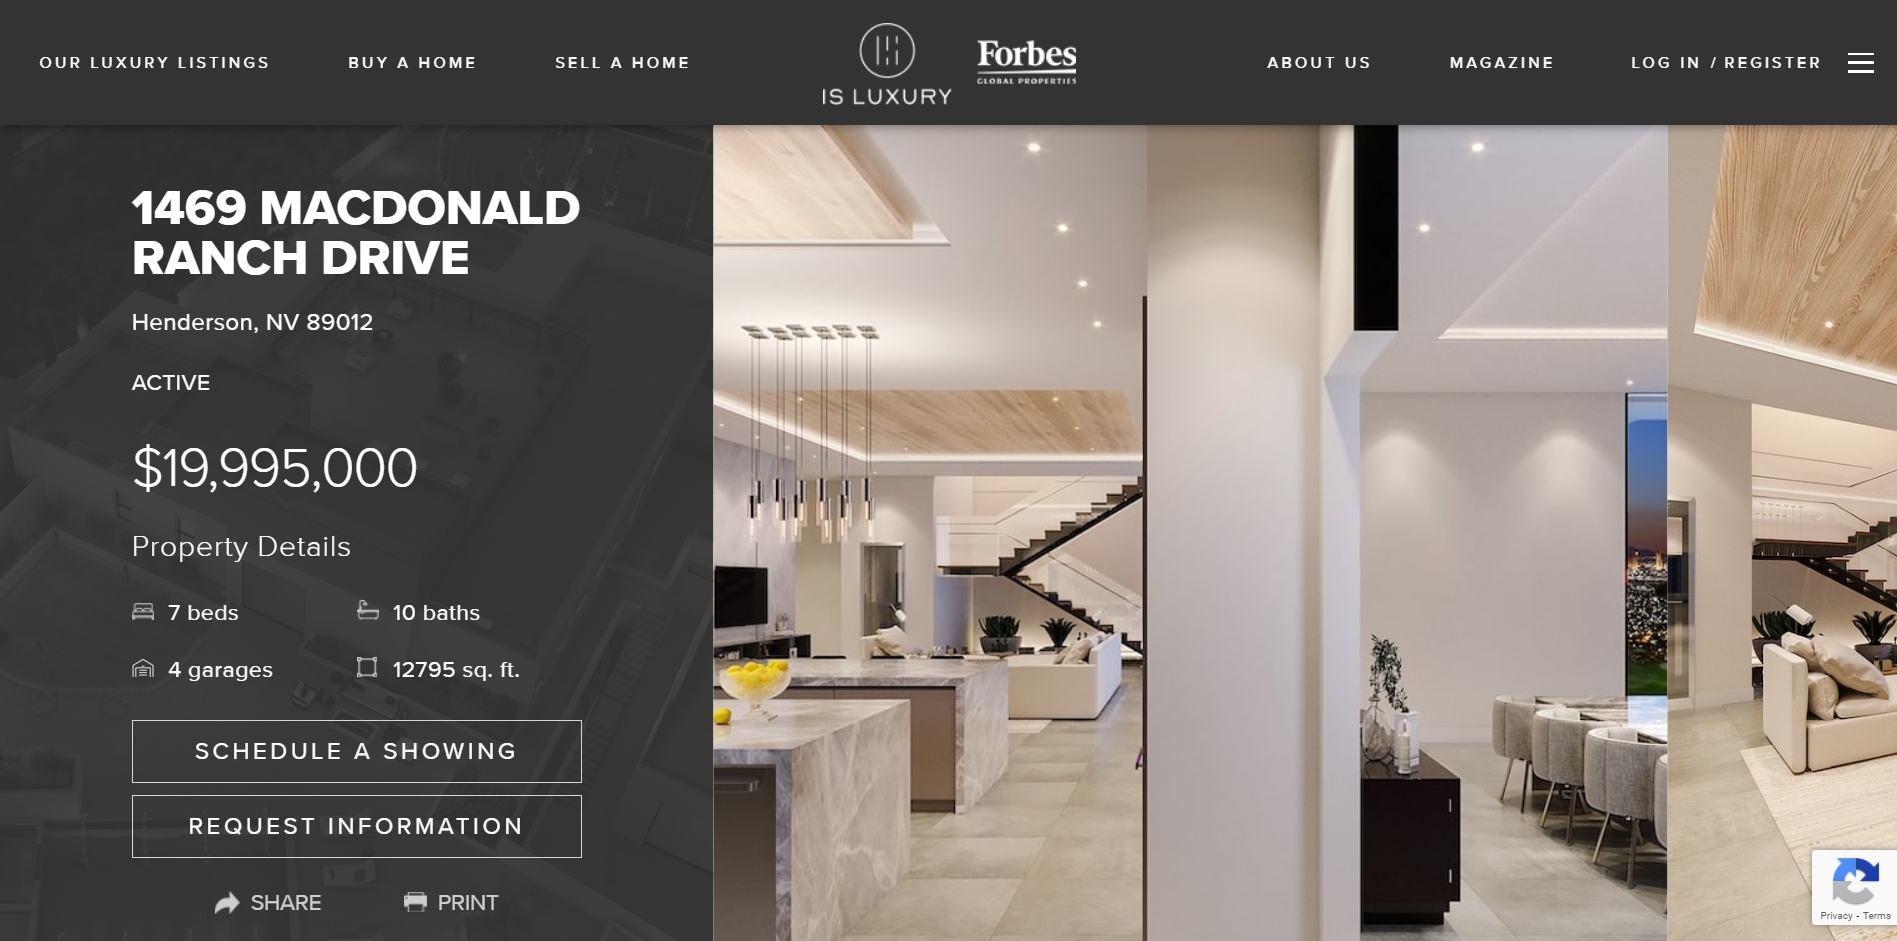 OUR LUXURY LISTINGS
BUY A HOME
SELL A HOME
IS LUXURY
Forbes
GLOBAL PROPERTIES
ABOUT US
MAGAZINE
LOG IN / REGISTER
1469 MACDONALD
RANCH DRIVE
Henderson, NV 89012
ACTIVE
$19,995,000
Property Details
7 beds
10 baths
4 garages
12795 sq. ft.
SCHEDULE A SHOWING
REQUEST INFORMATION
SHARE
PRINT
Privacy - Terms